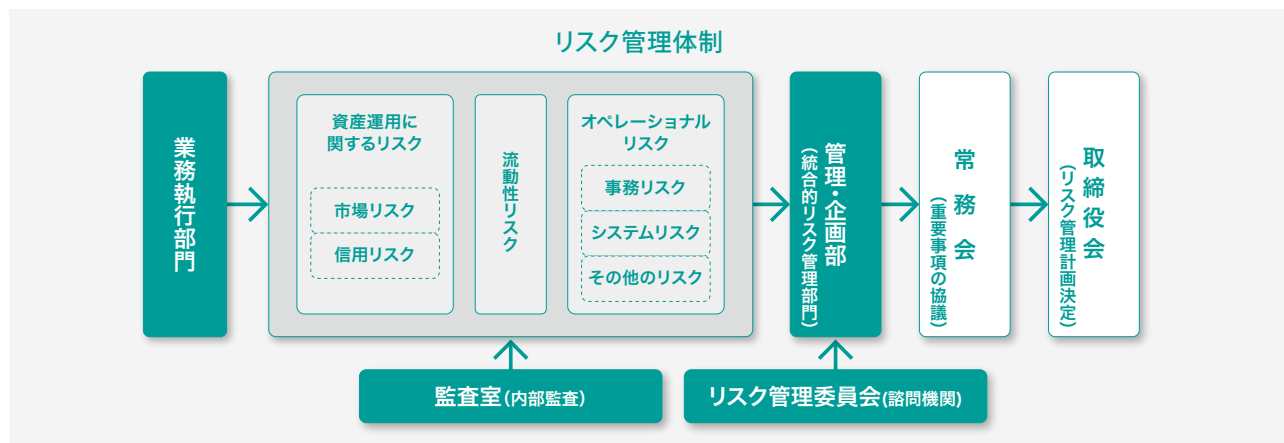 リスク管理体制
業務執行部門
資産運用に
関するリスク
市場リスク
信用リスク
流動性リスク
オペレーショナル
リスク
事務リスク
システムリスク
その他のリスク
管理・企画部
(統合的リスク管理部門)
常務会
(重要事項の協議)
取締役会
(リスク管理計画決定)
監査室(内部監査)
リスク管理委員会(諮問機関)